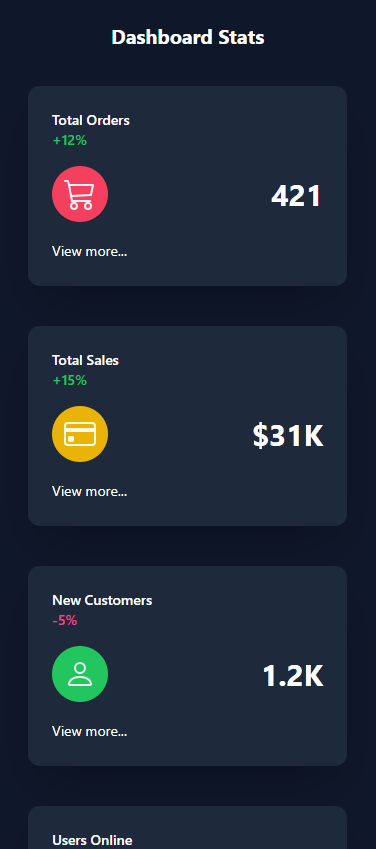 Dashboard Stats
Total Orders
+12%
421
View more...
Total Sales
+15%
$31K
View more...
New Customers
-5%
1.2K
View more...
Users Online